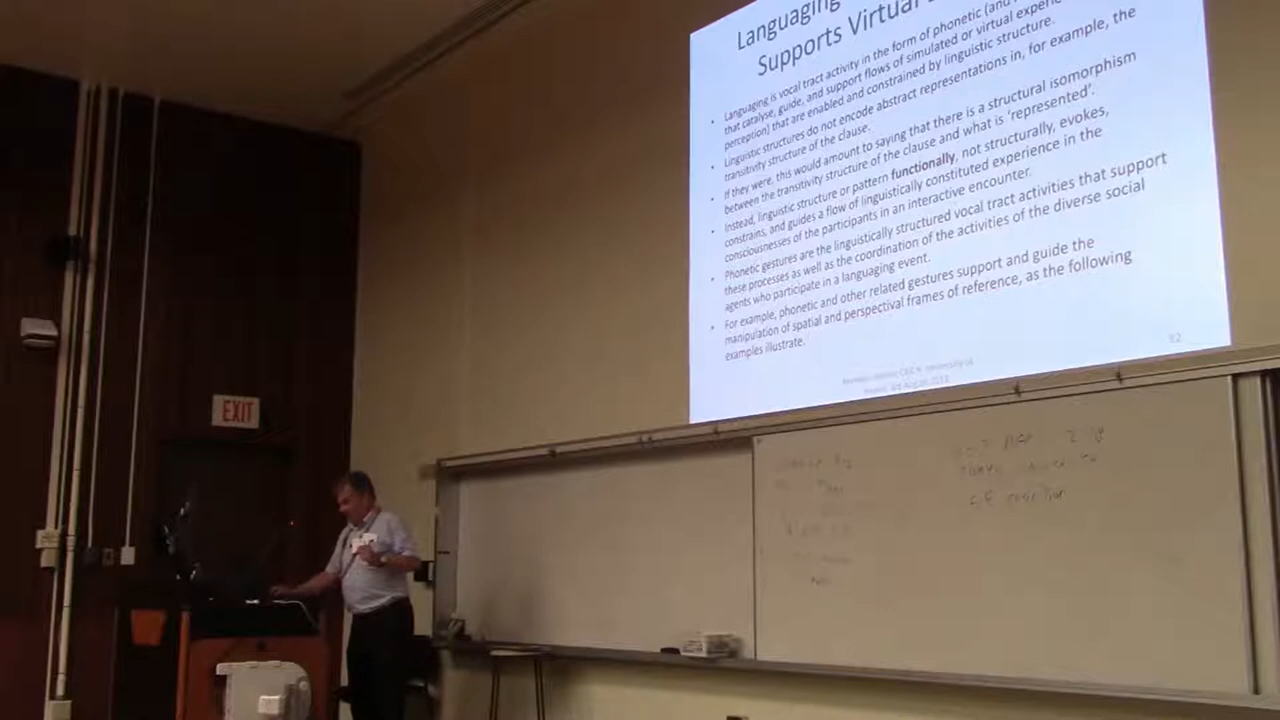 Languaging
Supports Virtual
• Languaging is vocal tract activity in the form of phonetic (and
that catalyse, guide, and support flows of simulated or virtual
perception) that are enabled and constrained by linguistic structure.
• Linguistic structures do not encode abstract representations in, for example, the
transitivity structure of the clause.
• If they were, this would amount to saying that there is a structural isomorphism
between the transitivity structure of the clause and what is ‘represented’.
• Instead, linguistic structure or pattern functionally, not structurally, evokes,
constrains, and guides a flow of linguistically constituted experience in the
consciousnesses of the participants in an interactive encounter.
• Phonetic gestures are the linguistically structured vocal tract activities that support
these processes as well as the coordination of the activities of the diverse social
agents who participate in a languaging event.
• For example, phonetic and other related gestures support and guide the
manipulation of spatial and perspectival frames of reference, as the following
examples illustrate.
EXIT